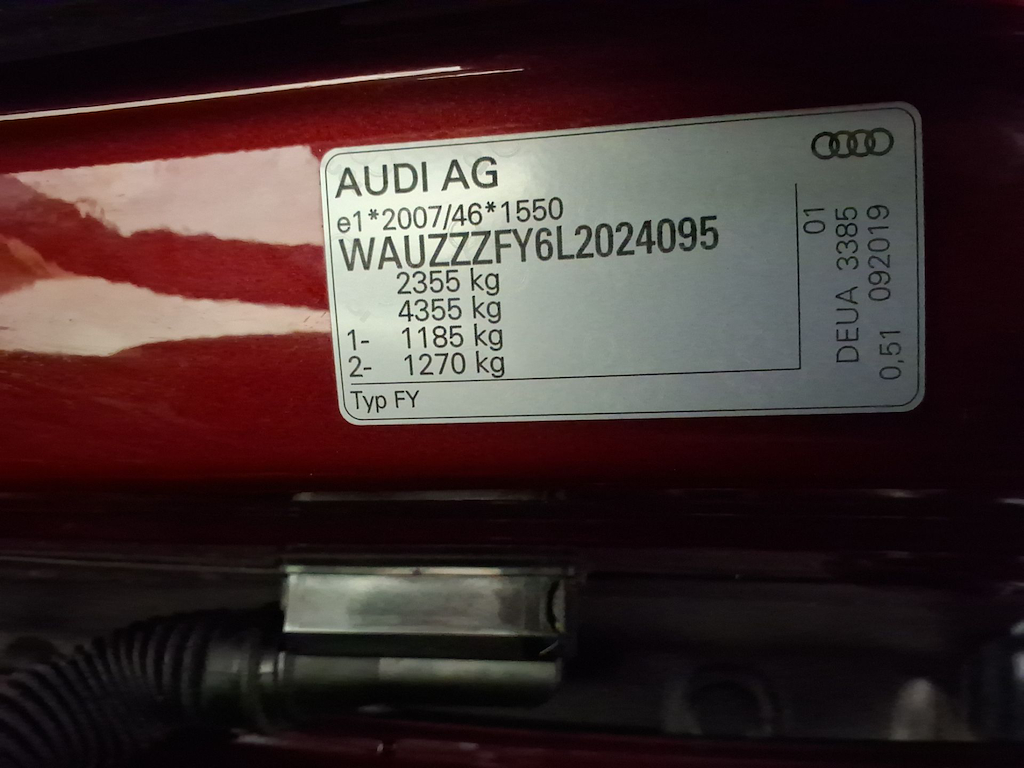 AUDI AG
e1*2007/46*1550
WAUZZZFY6L2024095
2355 kg
4355 kg
1- 1185 kg
2- 1270 kg
Typ FY
01
DEUA 3385
0,51 092019